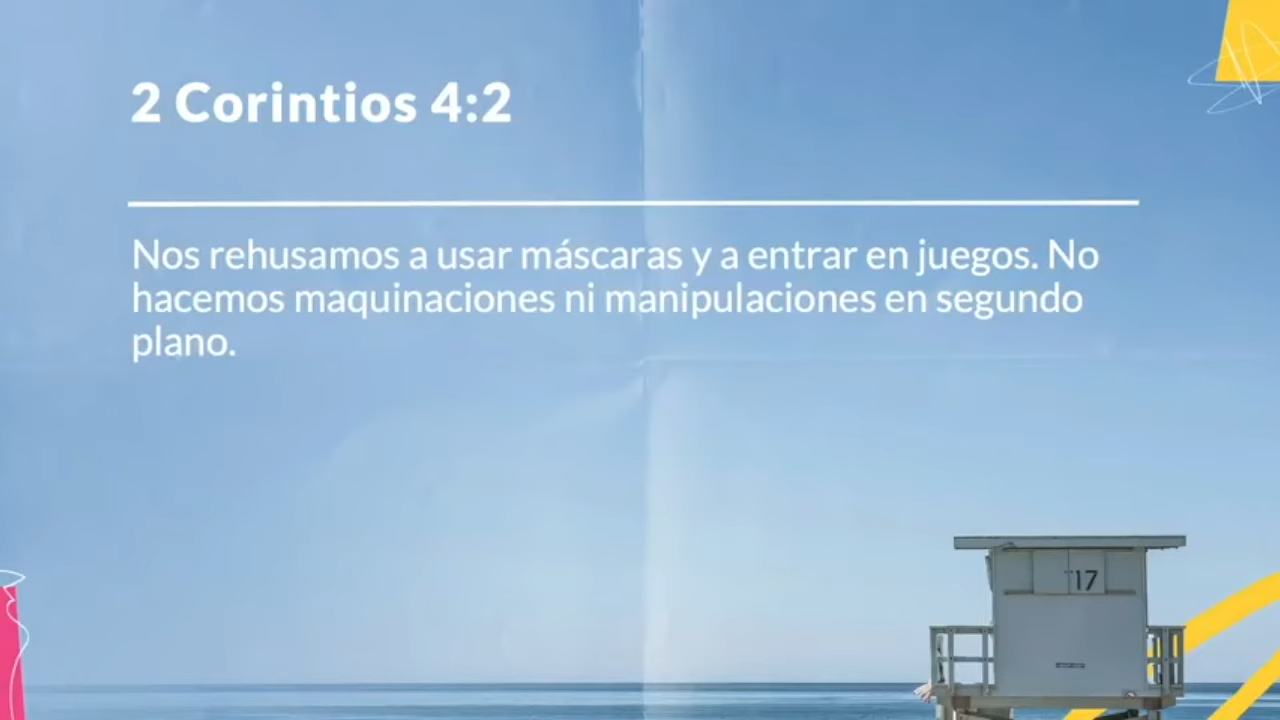 2 Corintios 4:2
Nos rehusamos a usar máscaras y a entrar en juegos. No
hacemos maquinaciones ni manipulaciones en segundo
plano.
17